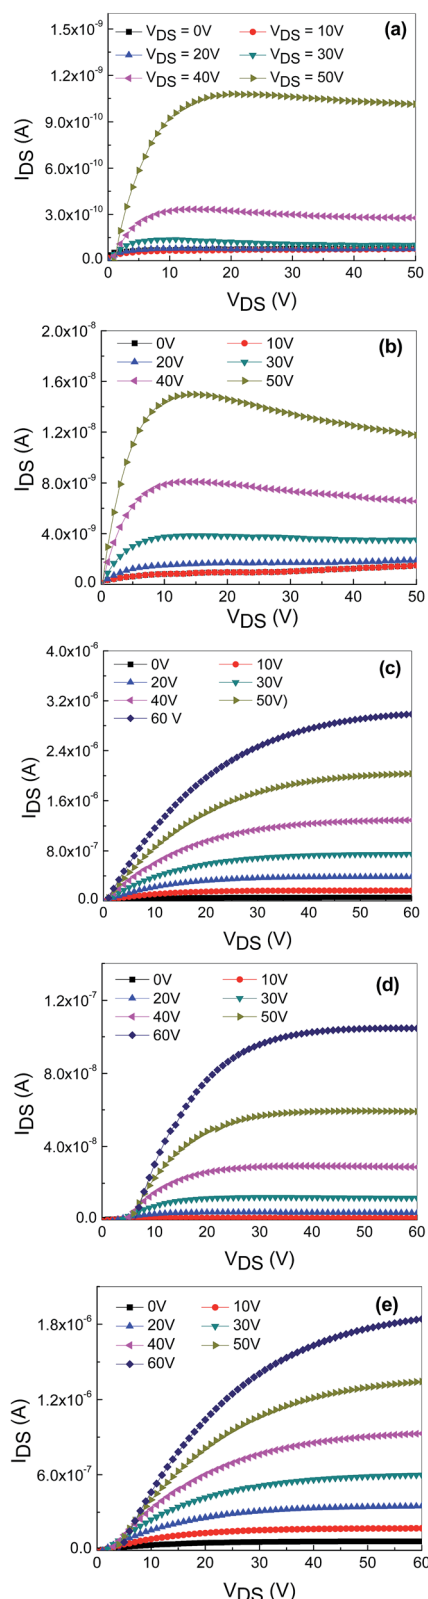 (a)
V_DS = 0V V_DS = 10V
V_DS = 20V V_DS = 30V
V_DS = 40V V_DS = 50V
1.5x10⁻⁹
1.2x10⁻⁹
9.0x10⁻¹⁰
6.0x10⁻¹⁰
3.0x10⁻¹⁰
0.0
I_DS (A)
0 10 20 30 40 50
V_DS (V)
(b)
0V 10V
20V 30V
40V 50V
2.0x10⁻⁸
1.6x10⁻⁸
1.2x10⁻⁸
8.0x10⁻⁹
4.0x10⁻⁹
0.0
I_DS (A)
0 10 20 30 40 50
V_DS (V)
(c)
0V 10V
20V 30V
40V 50V)
60 V
4.0x10⁻⁶
3.2x10⁻⁶
2.4x10⁻⁶
1.6x10⁻⁶
8.0x10⁻⁷
0.0
I_DS (A)
0 10 20 30 40 50 60
V_DS (V)
(d)
0V 10V
20V 30V
40V 50V
60V
1.2x10⁻⁷
8.0x10⁻⁸
4.0x10⁻⁸
0.0
I_DS (A)
0 10 20 30 40 50 60
V_DS (V)
(e)
0V 10V
20V 30V
40V 50V
60V
1.8x10⁻⁶
1.2x10⁻⁶
6.0x10⁻⁷
0.0
I_DS (A)
0 10 20 30 40 50 60
V_DS (V)